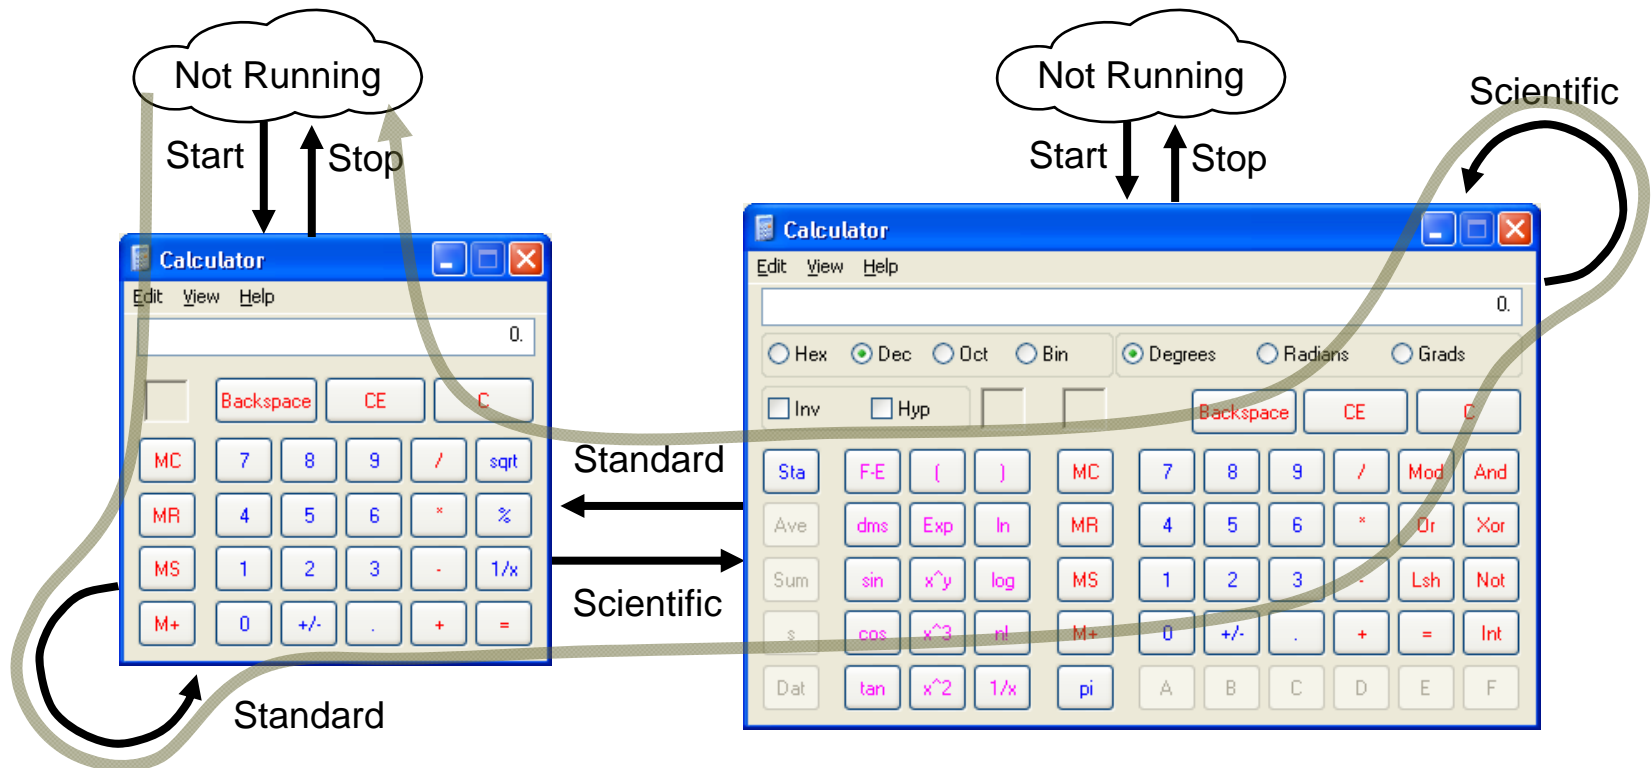 Not Running
Not Running
Scientific
Start Stop
Start Stop
Calculator
Edit View Help
0.
Backspace CE C
MC 7 8 9 / sqrt
MR 4 5 6 * %
MS 1 2 3 - 1/x
M+ 0 +/- . + =
Standard
Standard
Scientific
Calculator
Edit View Help
0.
Hex Dec Oct Bin Degrees Radians Grads
Inv Hyp Backspace CE C
Sta F-E ( ) MC 7 8 9 / Mod And
Ave dms Exp ln MR 4 5 6 * Or Xor
Sum sin x^y log MS 1 2 3 - Lsh Not
s cos x^3 n! M+ 0 +/- . + = Int
Dat tan x^2 1/x pi A B C D E F